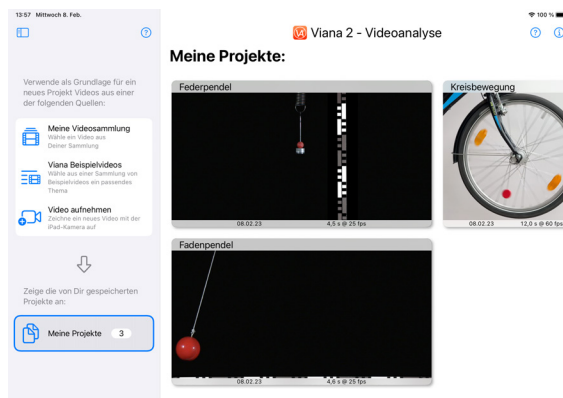 13:57 Mittwoch 8. Feb.
100 %
Viana 2 - Videoanalyse
Verwende als Grundlage für ein
neues Projekt Videos aus einer
der folgenden Quellen:
Meine Videosammlung
Wähle ein Video aus
Deiner Sammlung
Viana Beispielvideos
Wähle aus einer Sammlung von
Beispielvideos ein passendes
Thema
Video aufnehmen
Zeichne ein neues Video mit der
iPad-Kamera auf
Zeige die von Dir gespeicherten
Projekte an:
Meine Projekte 3
Meine Projekte:
Federpendel
08.02.23 4,5 s @ 25 fps
Kreisbewegung
08.02.23 12,0 s @ 60 fps
Fadenpendel
08.02.23 4,6 s @ 25 fps